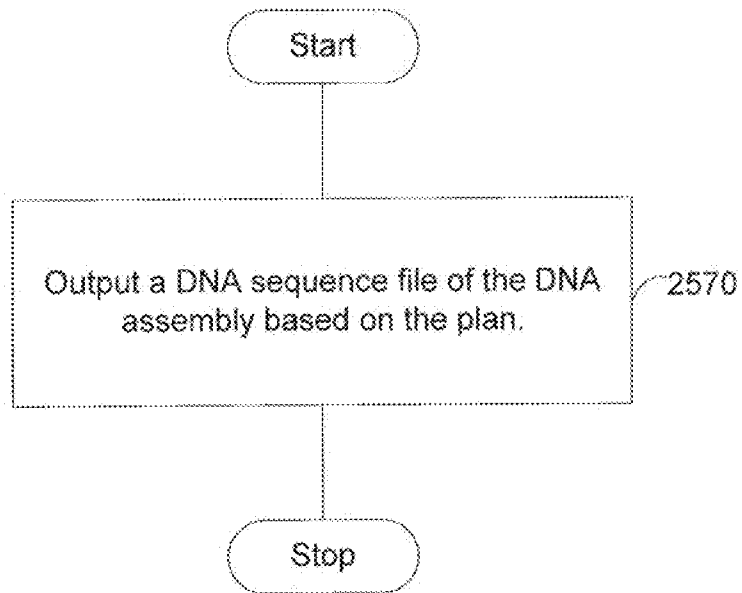 Start
Output a DNA sequence file of the DNA
assembly based on the plan.
2570
Stop